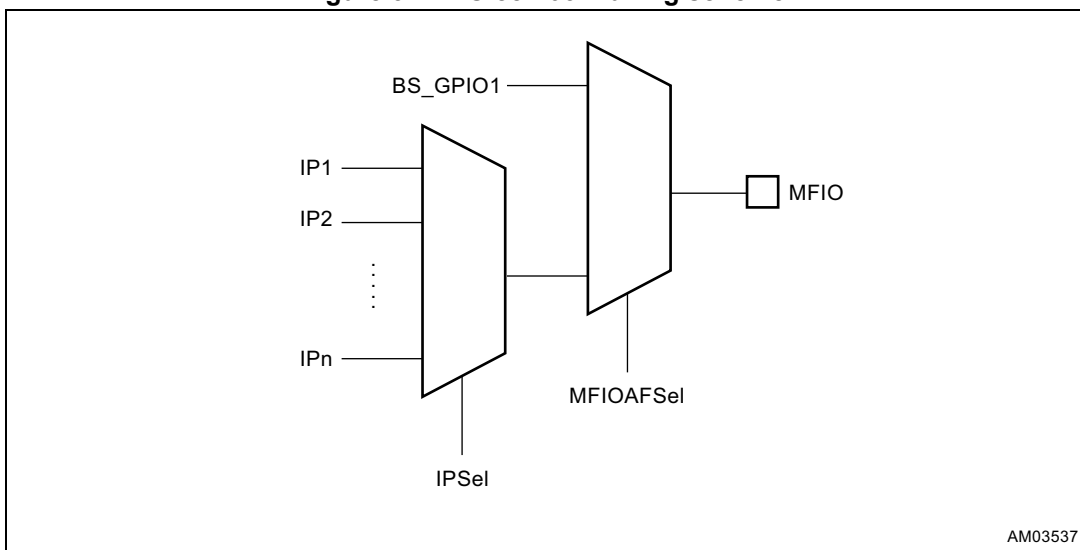 BS_GPIO1
IP1
MFIO
IP2
IPn
MFIOAFSel
IPSel
AM03537